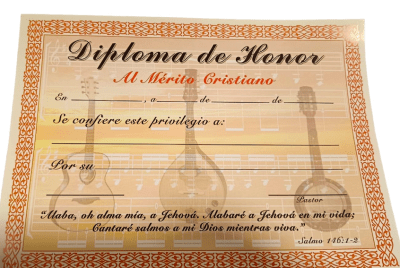 Diploma de Honor
Al Mérito Cristiano
En , a de de
Se confiere este privilegio a:
Por su
Pastor
"Alaba, oh alma mía, a Jehová. Alabaré a Jehová en mi vida;
Cantaré salmos a mi Dios mientras viva."
Salmo 146:1-2